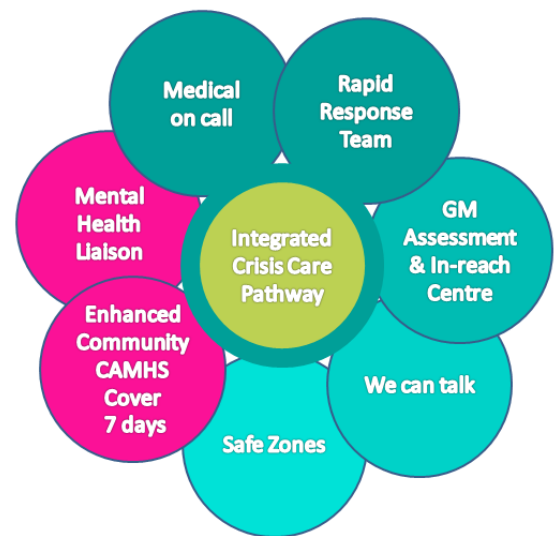 Medical
on call
Rapid
Response
Team
Mental
Health
Liaison
GM
Assessment
& In-reach
Centre
Integrated
Crisis Care
Pathway
Enhanced
Community
CAMHS
Cover
7 days
We can talk
Safe Zones